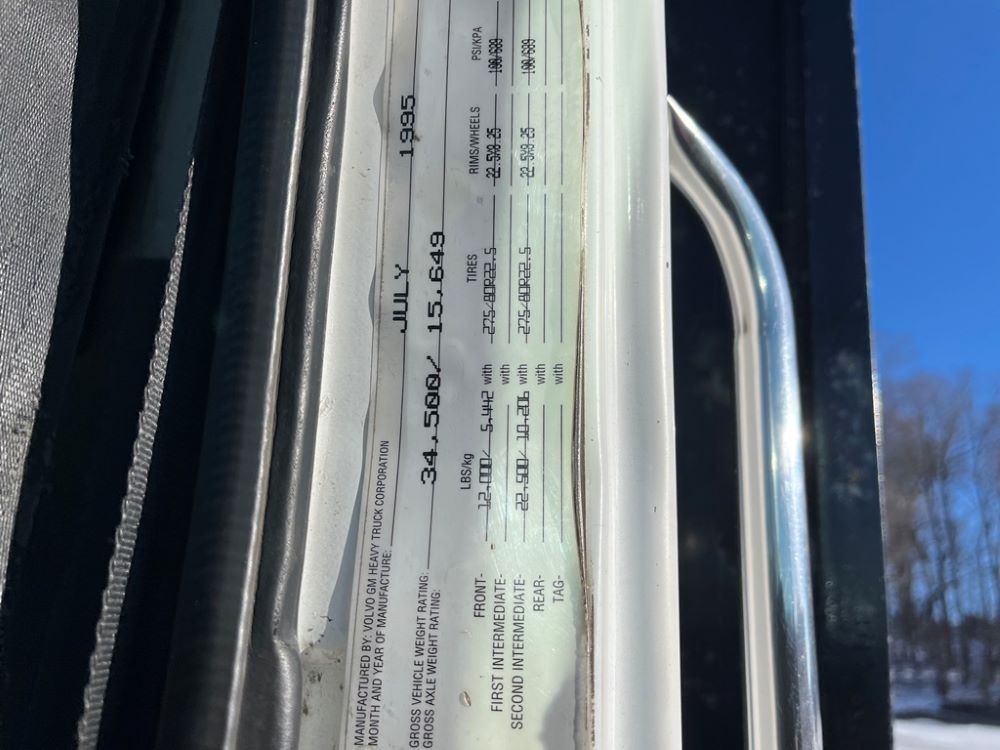 MANUFACTURED BY: VOLVO GM HEAVY TRUCK CORPORATION
MONTH AND YEAR OF MANUFACTURE: JULY 1995
GROSS VEHICLE WEIGHT RATING: 34,500/ 15,649
GROSS AXLE WEIGHT RATING:
LBS/kg TIRES RIMS/WHEELS PSI/KPA
FRONT- 12,000/ 5,442 with 275/80R22.5 22.5X8.25 100/689
FIRST INTERMEDIATE- with
SECOND INTERMEDIATE- 22,500/ 10,206 with 275/80R22.5 22.5X8.25 100/689
REAR- with
TAG- with